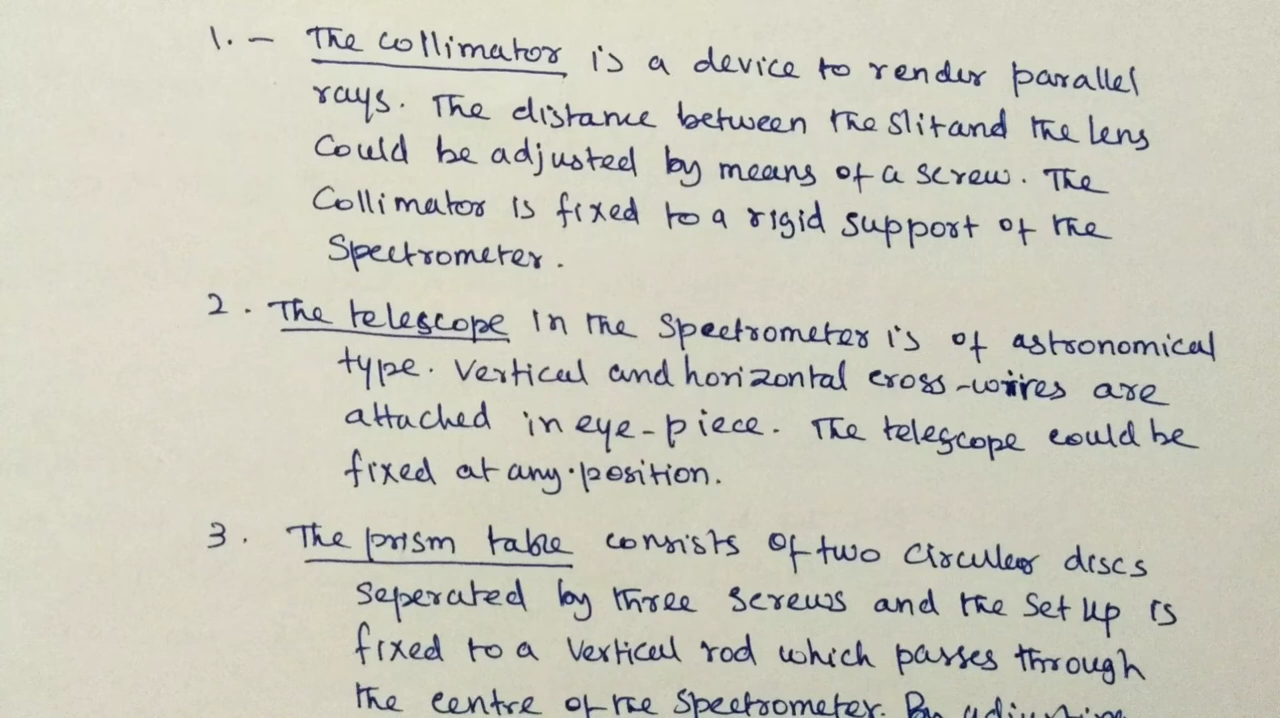 1. - The collimator is a device to render parallel
rays. The distance between the slit and the lens
could be adjusted by means of a screw. The
Collimator is fixed to a rigid support of the
Spectrometer.
2. The telescope in the spectrometer is of astronomical
type. Vertical and horizontal cross-wires are
attached in eye-piece. The telescope could be
fixed at any position.
3. The prism table consists of two circular discs
seperated by three screws and the set up is
fixed to a vertical rod which passes through
the centre of the spectrometer. By adjusting